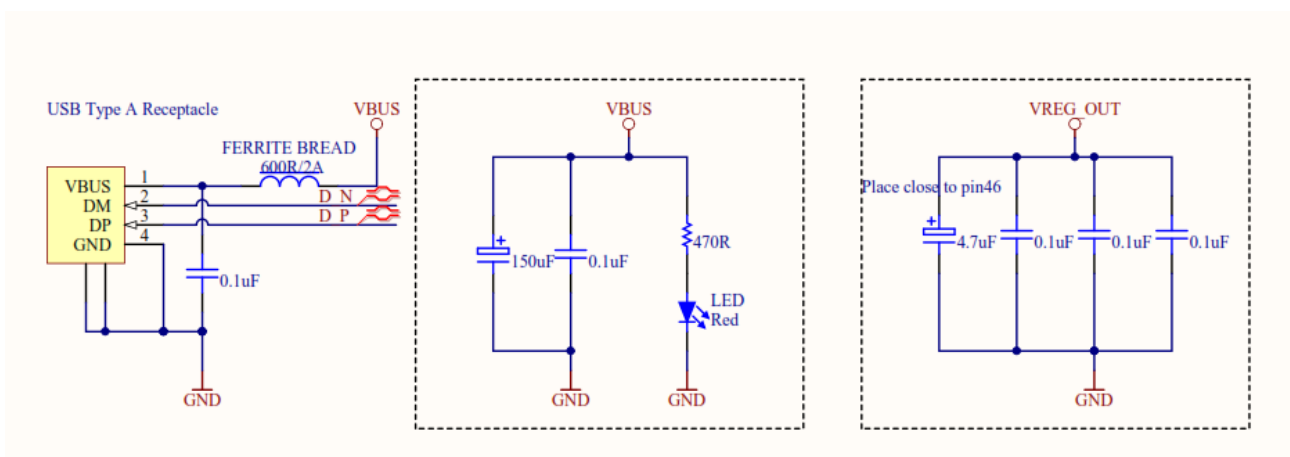 USB Type A Receptacle
VBUS
FERRITE BREAD
600R/2A
VBUS
DM
DP
GND
1
2
3
4
D_N
D_P
0.1uF
GND
VBUS
150uF
0.1uF
470R
LED
Red
GND
GND
VREG_OUT
Place close to pin46
4.7uF
0.1uF
0.1uF
0.1uF
GND